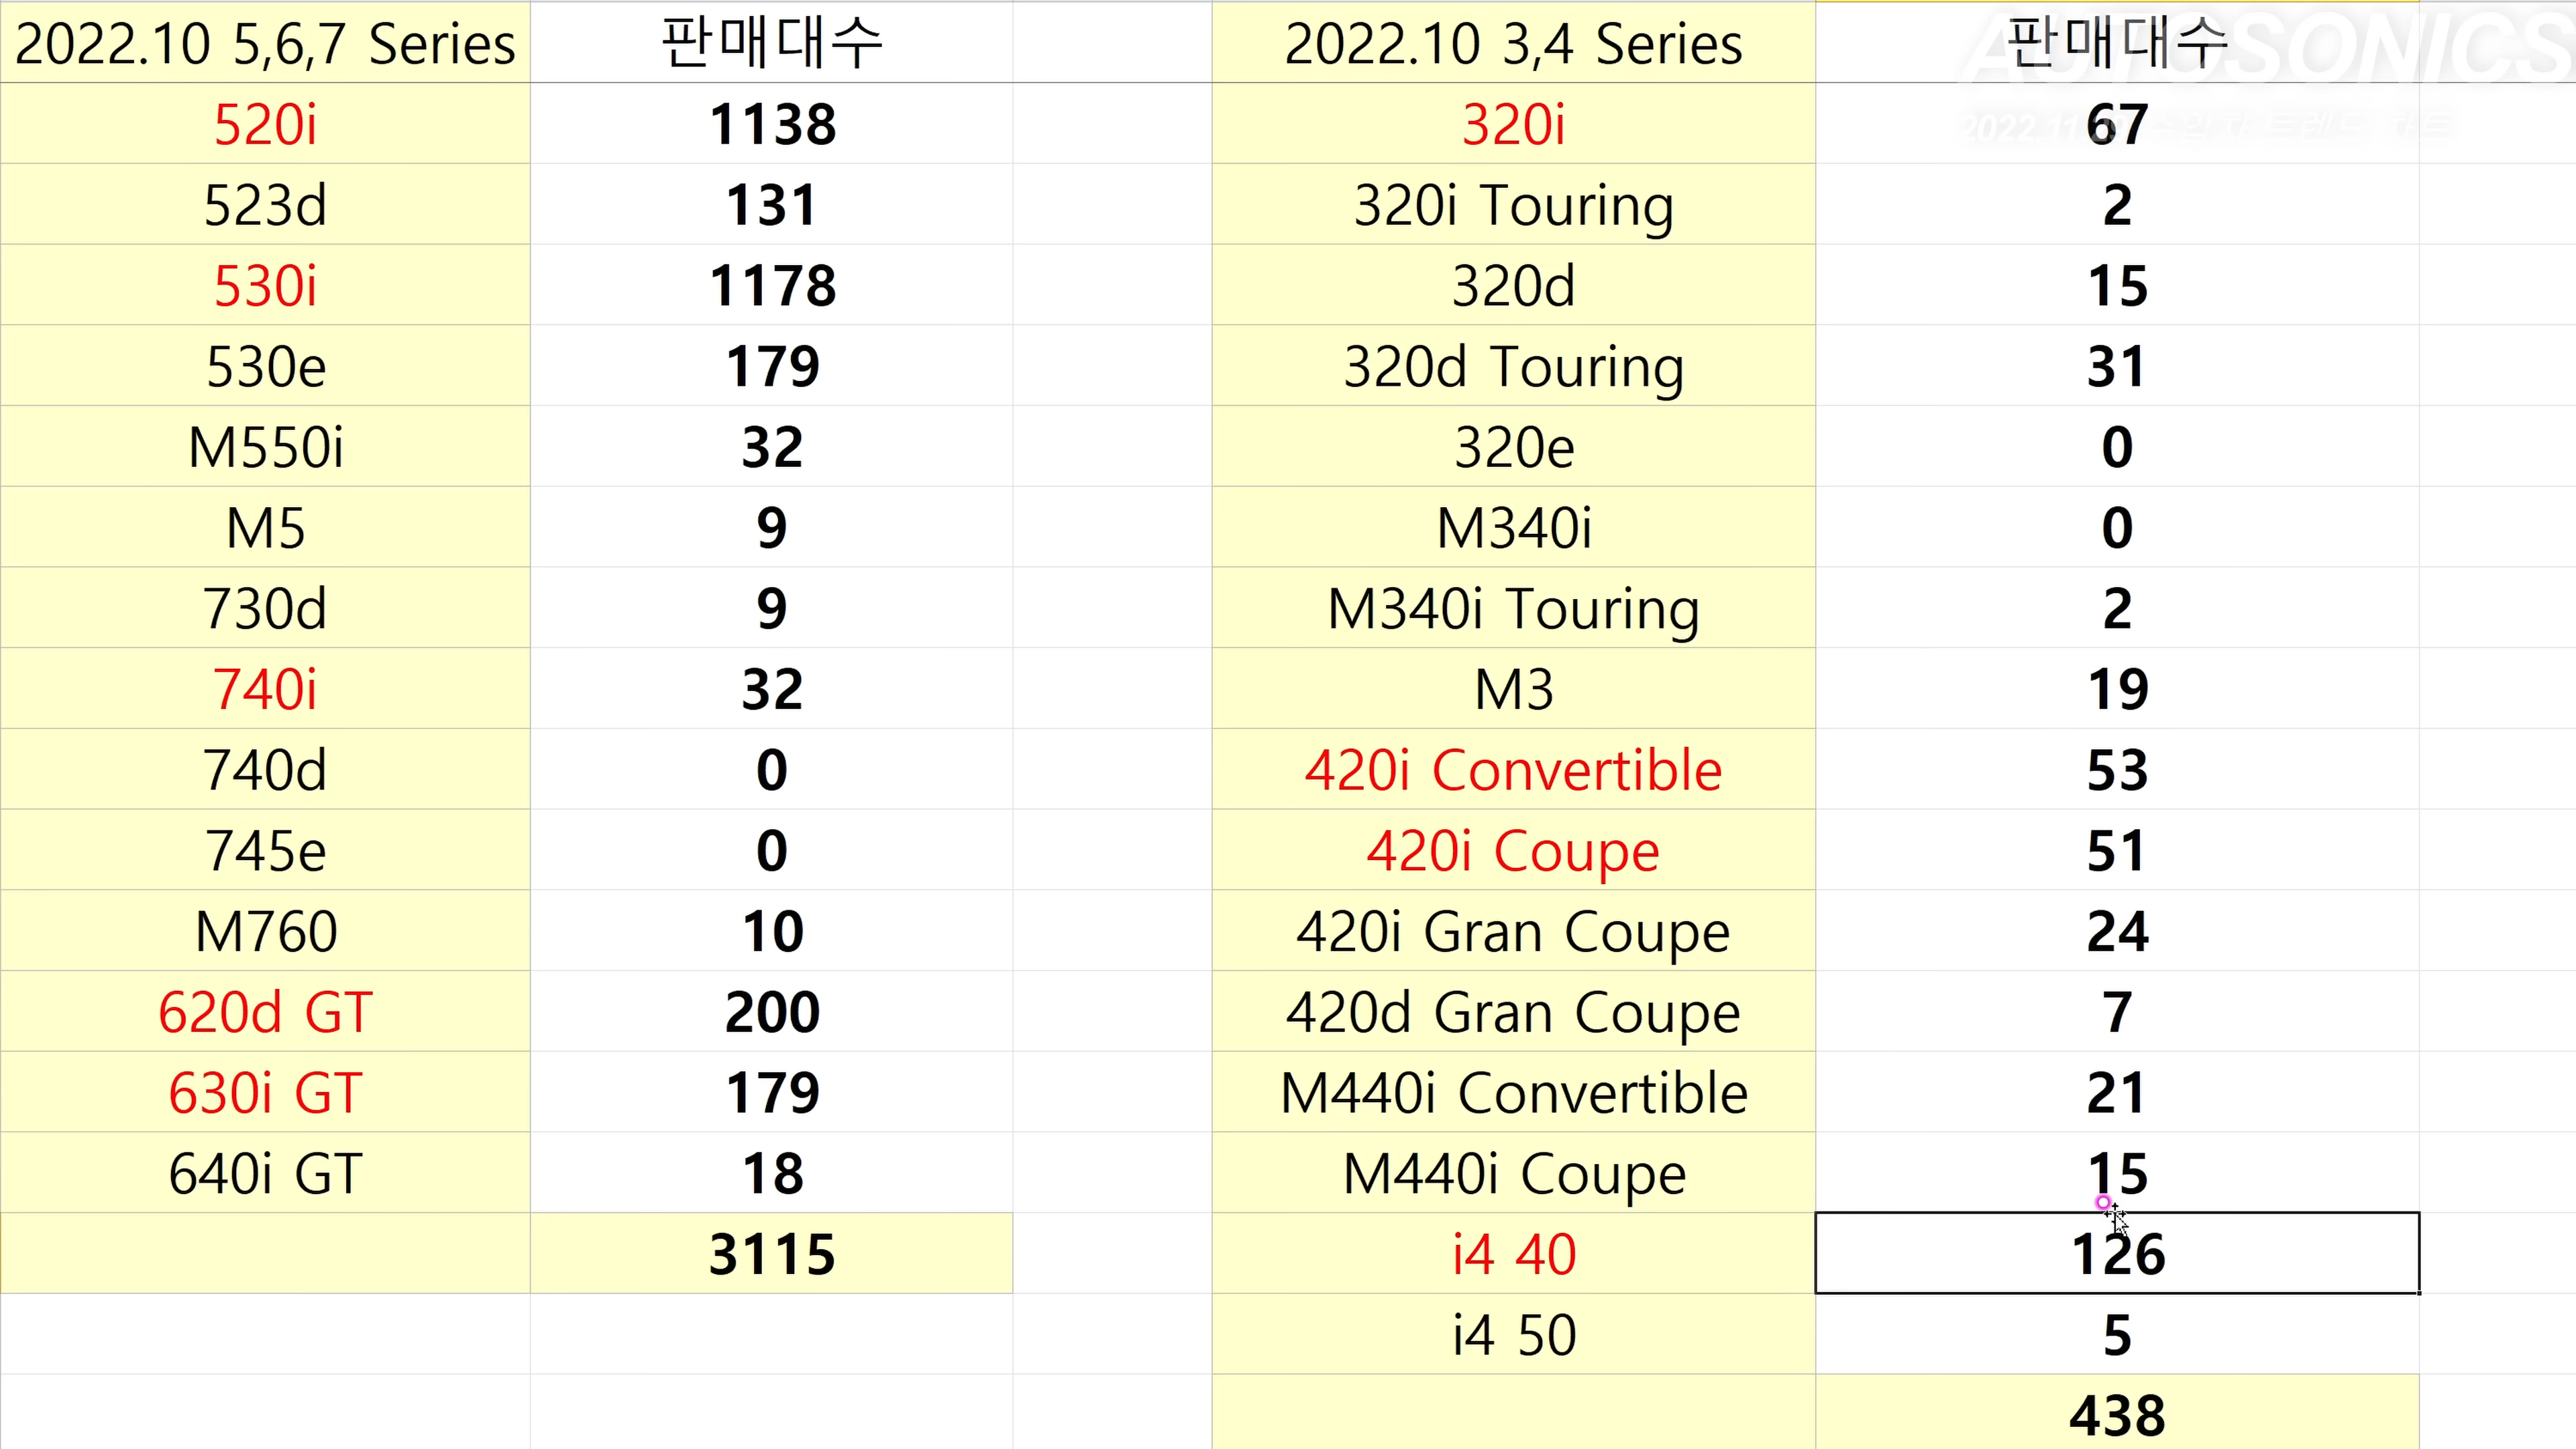 2022.10 5,6,7 Series 판매대수 2022.10 3,4 Series 판매대수
AUTOSONICS
520i 1138 320i 67
2022.11
523d 131 320i Touring 2
530i 1178 320d 15
530e 179 320d Touring 31
M550i 32 320e 0
M5 9 M340i 0
730d 9 M340i Touring 2
740i 32 M3 19
740d 0 420i Convertible 53
745e 0 420i Coupe 51
M760 10 420i Gran Coupe 24
620d GT 200 420d Gran Coupe 7
630i GT 179 M440i Convertible 21
640i GT 18 M440i Coupe 15
3115 i4 40 126
i4 50 5
438